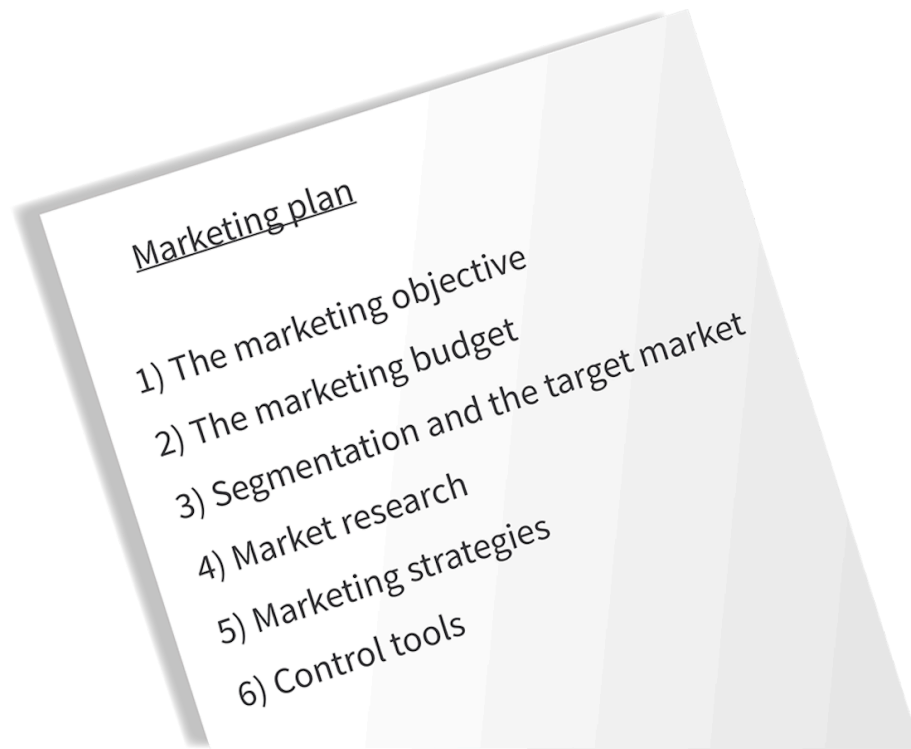 Marketing plan
1) The marketing objective
2) The marketing budget
3) Segmentation and the target market
4) Market research
5) Marketing strategies
6) Control tools